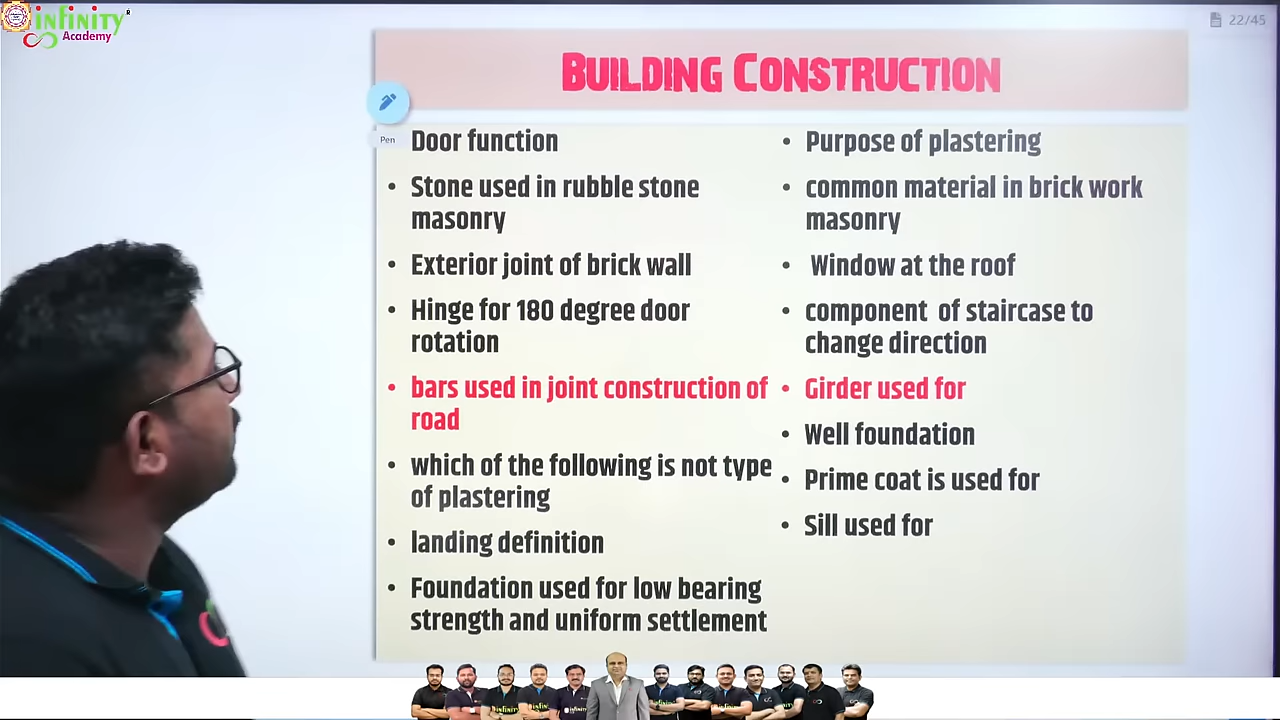 infinity
Academy
22/45
BUILDING CONSTRUCTION
Pen
Door function
• Stone used in rubble stone
masonry
• Exterior joint of brick wall
• Hinge for 180 degree door
rotation
• bars used in joint construction of
road
• which of the following is not type
of plastering
• landing definition
• Foundation used for low bearing
strength and uniform settlement
• Purpose of plastering
• common material in brick work
masonry
• Window at the roof
• component of staircase to
change direction
• Girder used for
• Well foundation
• Prime coat is used for
• Sill used for